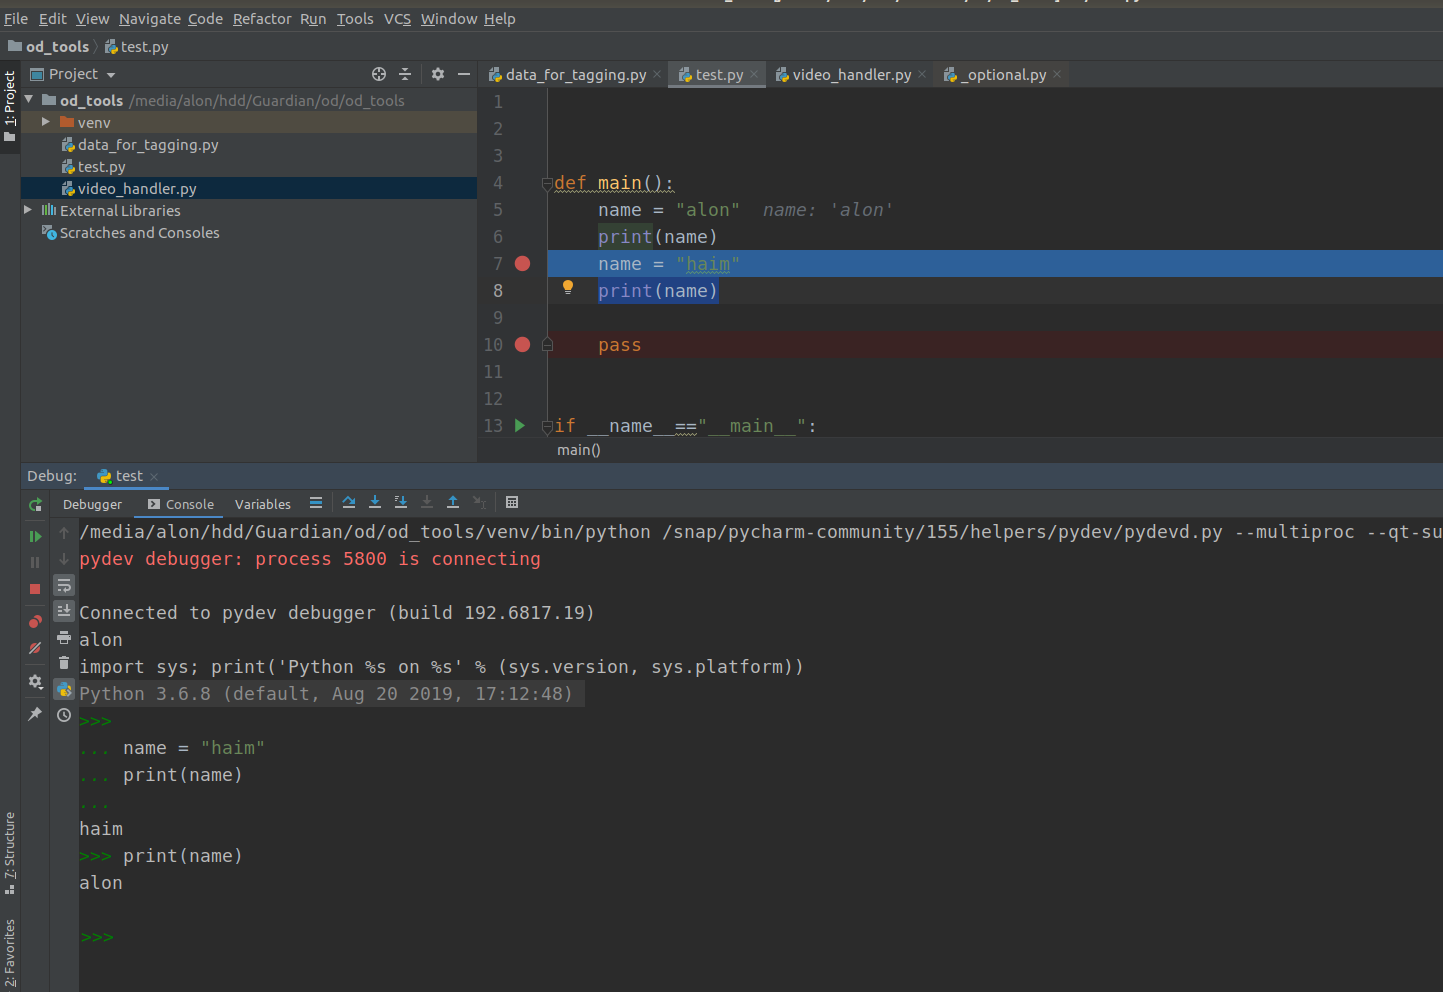 File Edit View Navigate Code Refactor Run Tools VCS Window Help
od_tools test.py
1: Project
Project
od_tools /media/alon/hdd/Guardian/od/od_tools
venv
data_for_tagging.py
test.py
video_handler.py
External Libraries
Scratches and Consoles
data_for_tagging.py test.py video_handler.py _optional.py
1
2
3
4 def main():
5 name = "alon" name: 'alon'
6 print(name)
7 name = "haim"
8 print(name)
9
10 pass
11
12
13 if __name__=="__main__":
main()
Debug: test
Debugger Console Variables
/media/alon/hdd/Guardian/od/od_tools/venv/bin/python /snap/pycharm-community/155/helpers/pydev/pydevd.py --multiproc --qt-su
pydev debugger: process 5800 is connecting
Connected to pydev debugger (build 192.6817.19)
alon
import sys; print('Python %s on %s' % (sys.version, sys.platform))
Python 3.6.8 (default, Aug 20 2019, 17:12:48)
>>>
... name = "haim"
... print(name)
...
haim
>>> print(name)
alon
>>>
7: Structure
2: Favorites